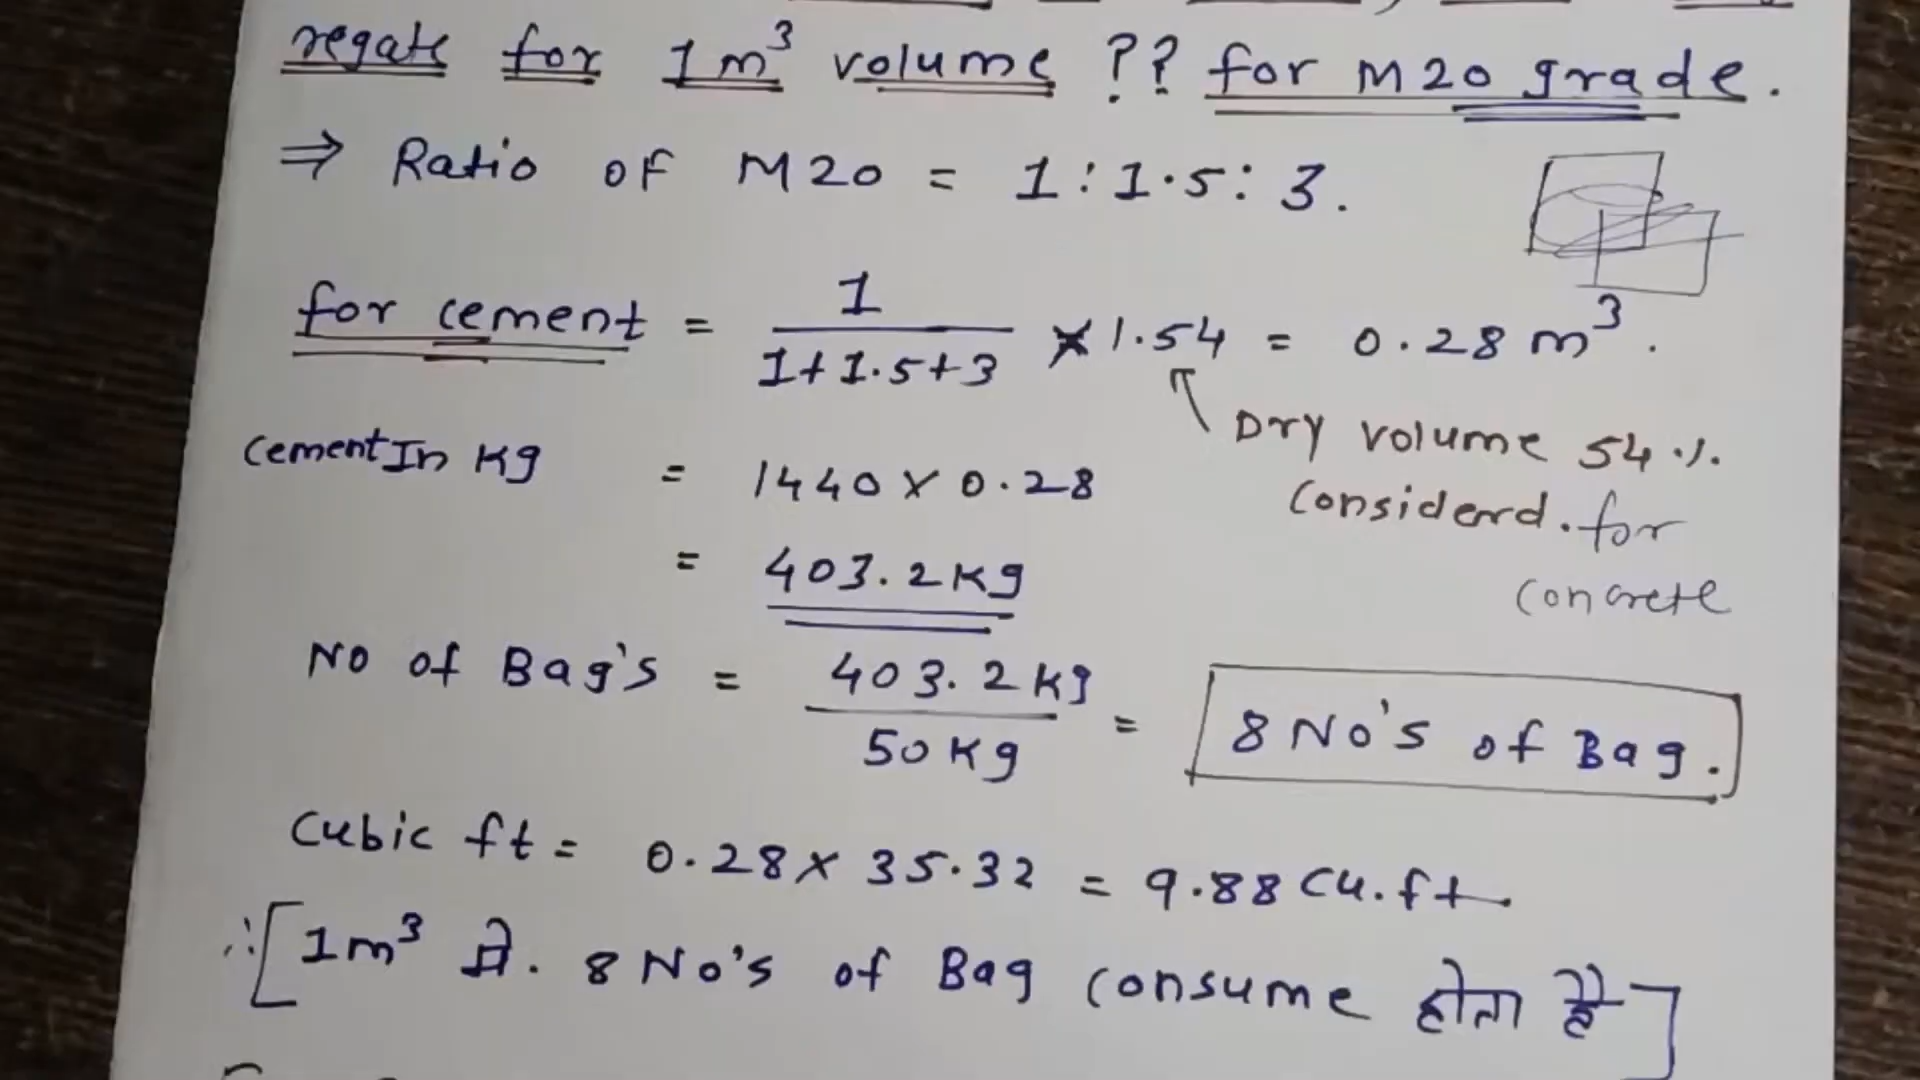 regate for 1m³ volume ?? for M20 grade.
⇒ Ratio of M20 = 1:1.5:3.
for cement = 1 / 1+1.5+3 × 1.54 = 0.28 m³.
Dry volume 54 %.
Considerd. for
concrete
Cement In Kg = 1440 × 0.28
= 403.2 Kg
No of Bag's = 403.2 Kg / 50 Kg = 8 No's of Bag.
Cubic ft = 0.28 × 35.32 = 9.88 Cu.ft.
∴ [1m³ मे. 8 No's of Bag Consume होता है]